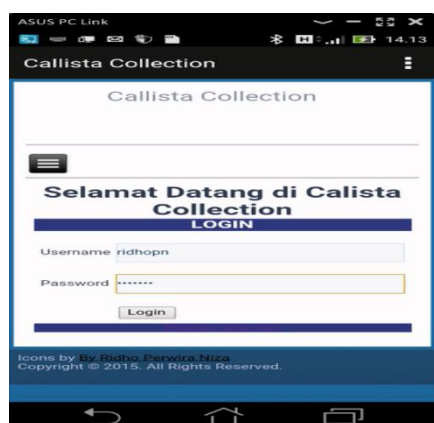 ASUS PC Link
14.13
Callista Collection
Callista Collection
Selamat Datang di Calista
Collection
LOGIN
Username ridhopn
Password •••••••
Login
Icons by By Ridho Perwira Niza
Copyright © 2015. All Rights Reserved.